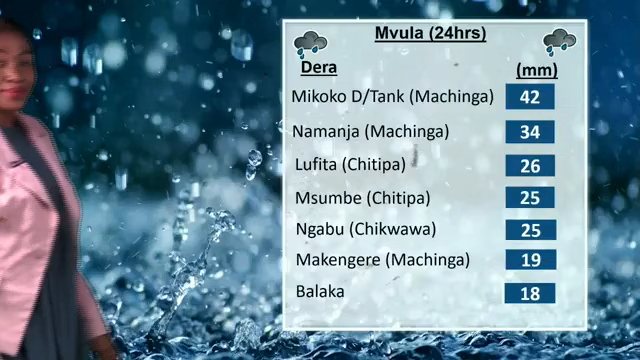 Mvula (24hrs)
Dera (mm)
Mikoko D/Tank (Machinga) 42
Namanja (Machinga) 34
Lufita (Chitipa) 26
Msumbe (Chitipa) 25
Ngabu (Chikwawa) 25
Makengere (Machinga) 19
Balaka 18